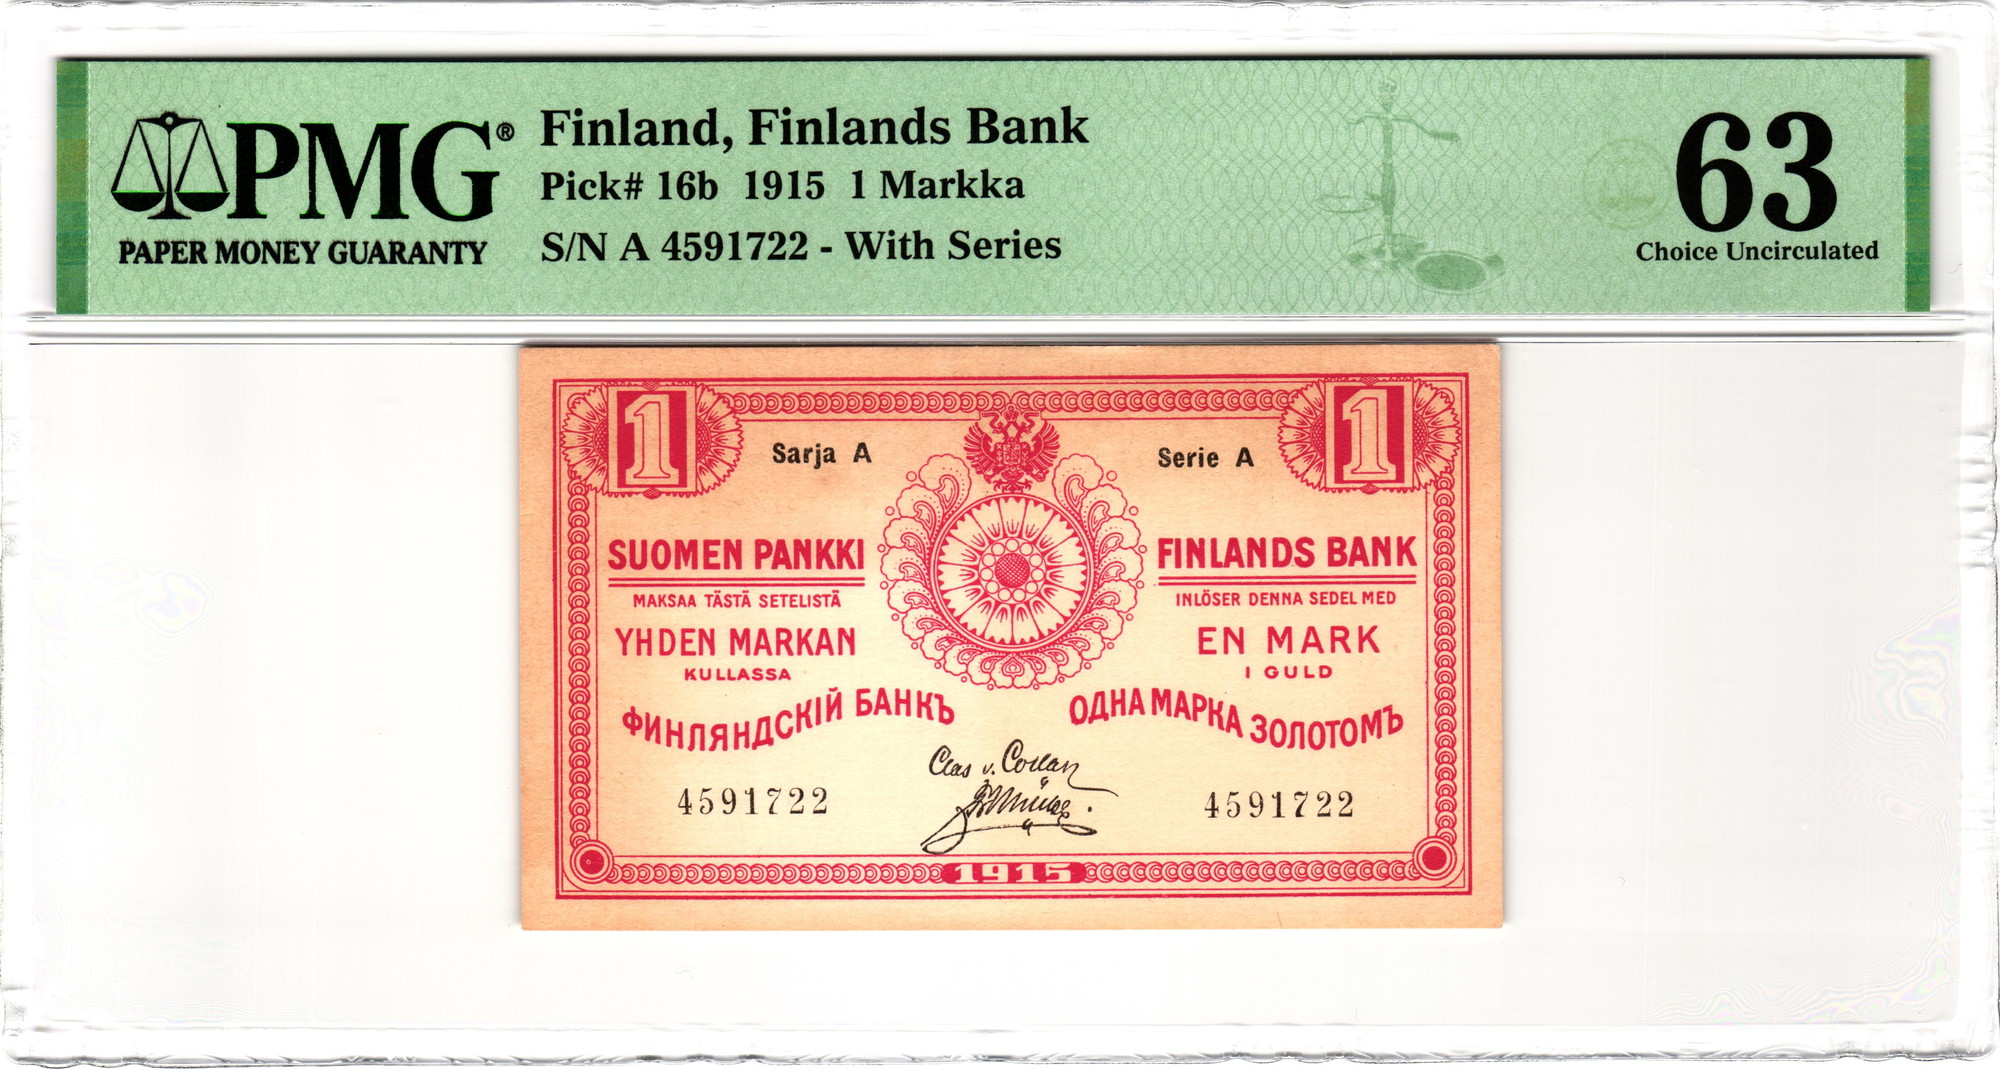 PMG®
PAPER MONEY GUARANTY
Finland, Finlands Bank
Pick# 16b 1915 1 Markka
S/N A 4591722 - With Series
63
Choice Uncirculated
1
1
Sarja A
Serie A
SUOMEN PANKKI
MAKSAA TÄSTÄ SETELISTÄ
YHDEN MARKAN
KULLASSA
FINLANDS BANK
INLÖSER DENNA SEDEL MED
EN MARK
I GULD
ФИНЛЯНДСКІЙ БАНКЪ
ОДНА МАРКА ЗОЛОТОМЪ
Clas v. Collan
4591722
4591722
1915